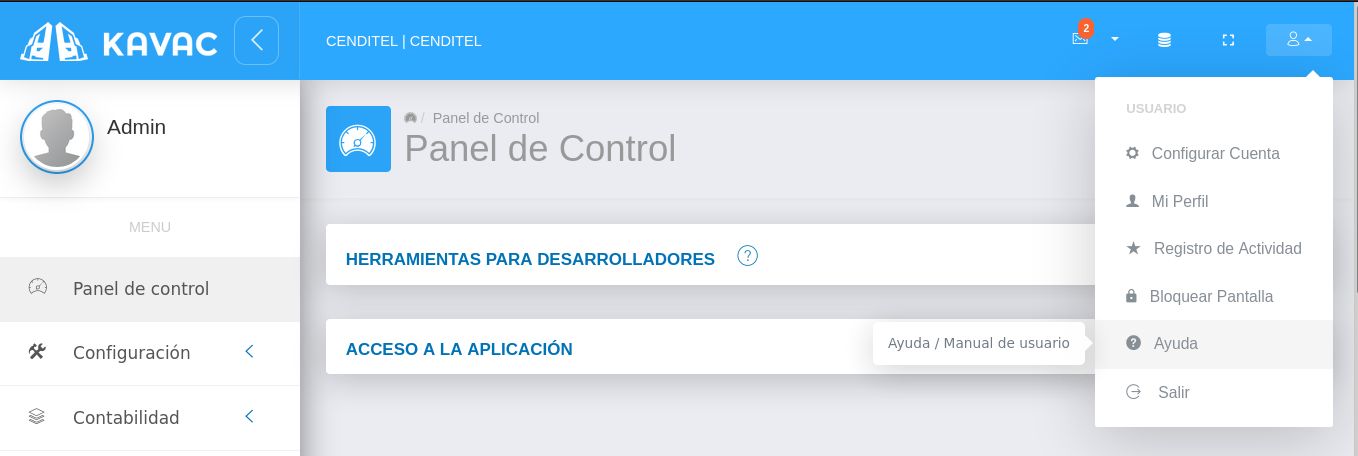 KAVAC
CENDITEL | CENDITEL
2
Admin
MENU
Panel de control
Configuración
Contabilidad
/ Panel de Control
Panel de Control
HERRAMIENTAS PARA DESARROLLADORES ?
ACCESO A LA APLICACIÓN
Ayuda / Manual de usuario
USUARIO
Configurar Cuenta
Mi Perfil
Registro de Actividad
Bloquear Pantalla
Ayuda
Salir